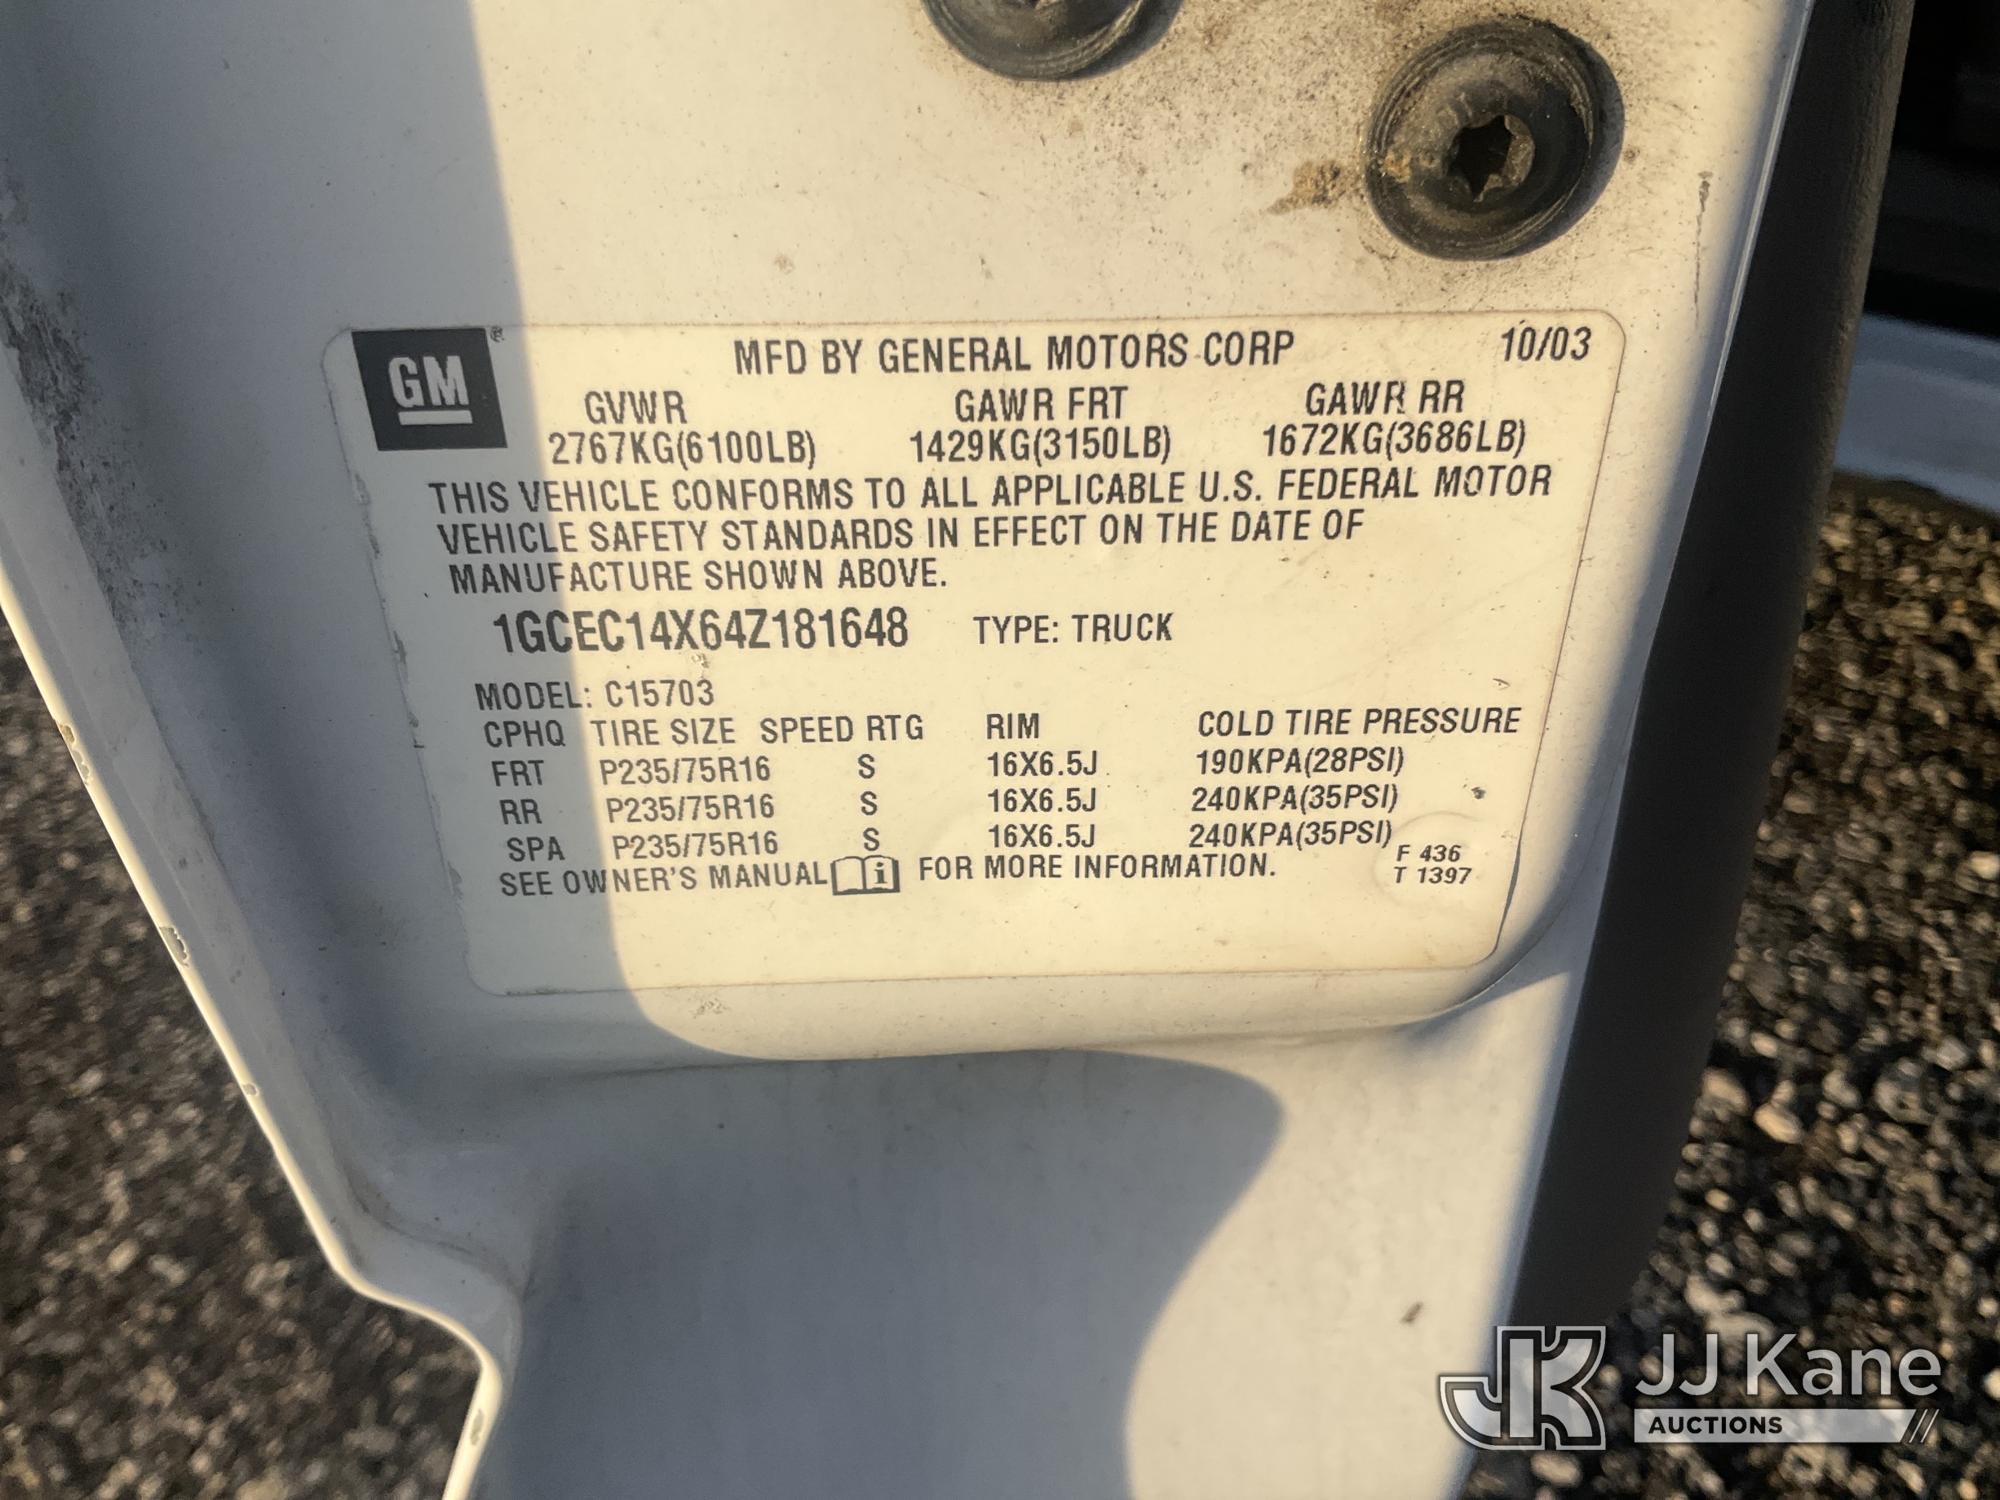 GM ®
MFD BY GENERAL MOTORS CORP 10/03
GVWR GAWR FRT GAWR RR
2767KG(6100LB) 1429KG(3150LB) 1672KG(3686LB)
THIS VEHICLE CONFORMS TO ALL APPLICABLE U.S. FEDERAL MOTOR
VEHICLE SAFETY STANDARDS IN EFFECT ON THE DATE OF
MANUFACTURE SHOWN ABOVE.
1GCEC14X64Z181648 TYPE: TRUCK
MODEL: C15703
CPHQ TIRE SIZE SPEED RTG RIM COLD TIRE PRESSURE
FRT P235/75R16 S 16X6.5J 190KPA(28PSI)
RR P235/75R16 S 16X6.5J 240KPA(35PSI)
SPA P235/75R16 S 16X6.5J 240KPA(35PSI)
SEE OWNER'S MANUAL i FOR MORE INFORMATION.
F 436
T 1397
JK JJ Kane
AUCTIONS